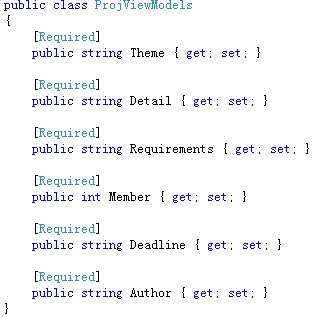 public class ProjViewModels
{
[Required]
public string Theme { get; set; }
[Required]
public string Detail { get; set; }
[Required]
public string Requirements { get; set; }
[Required]
public int Member { get; set; }
[Required]
public string Deadline { get; set; }
[Required]
public string Author { get; set; }
}